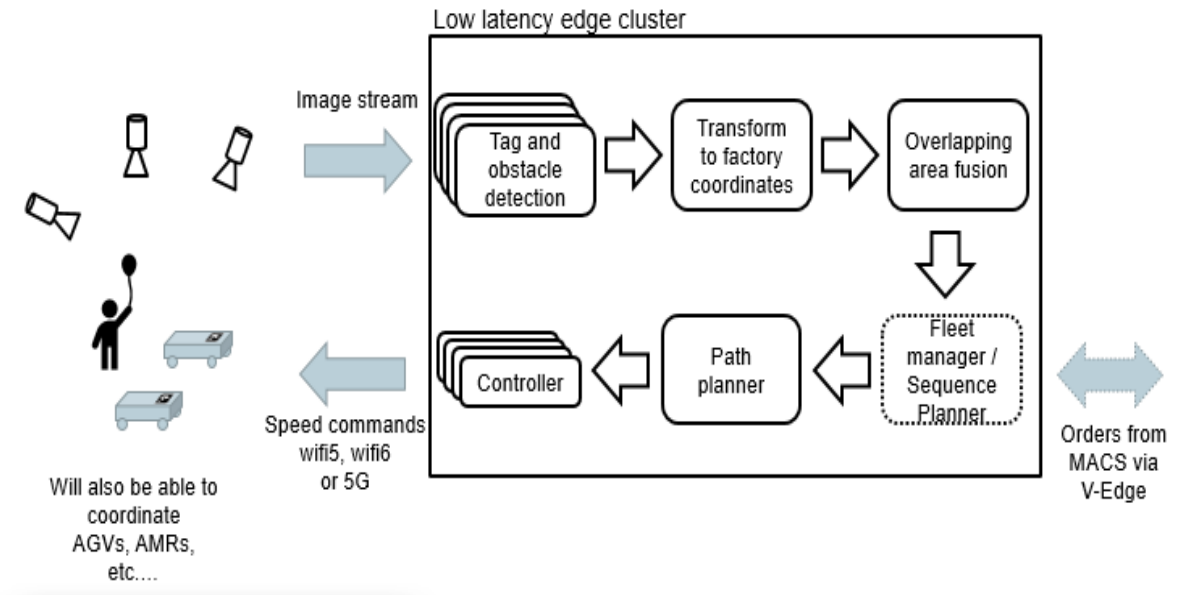 Low latency edge cluster
Image stream
Tag and
obstacle
detection
Transform
to factory
coordinates
Overlapping
area fusion
Fleet
manager /
Sequence
Planner
Path
planner
Controller
Speed commands
wifi5, wifi6
or 5G
Orders from
MACS via
V-Edge
Will also be able to
coordinate
AGVs, AMRs,
etc....